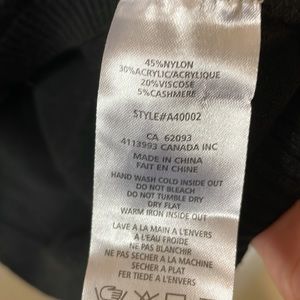 45%NYLON
30%ACRYLIC/ACRYLIQUE
20%VISCOSE
5%CASHMERE
STYLE#A40002
CA 62093
4113993 CANADA INC
MADE IN CHINA
FAIT EN CHINE
HAND WASH COLD INSIDE OUT
DO NOT BLEACH
DO NOT TUMBLE DRY
DRY FLAT
WARM IRON INSIDE OUT
LAVE A LA MAIN A L'ENVERS
A L'EAU FROIDE
NE PAS BLANCHIR
NE PAS SECHER A LA MACHINE
SECHER A PLAT
FER TIEDE A L'ENVERS